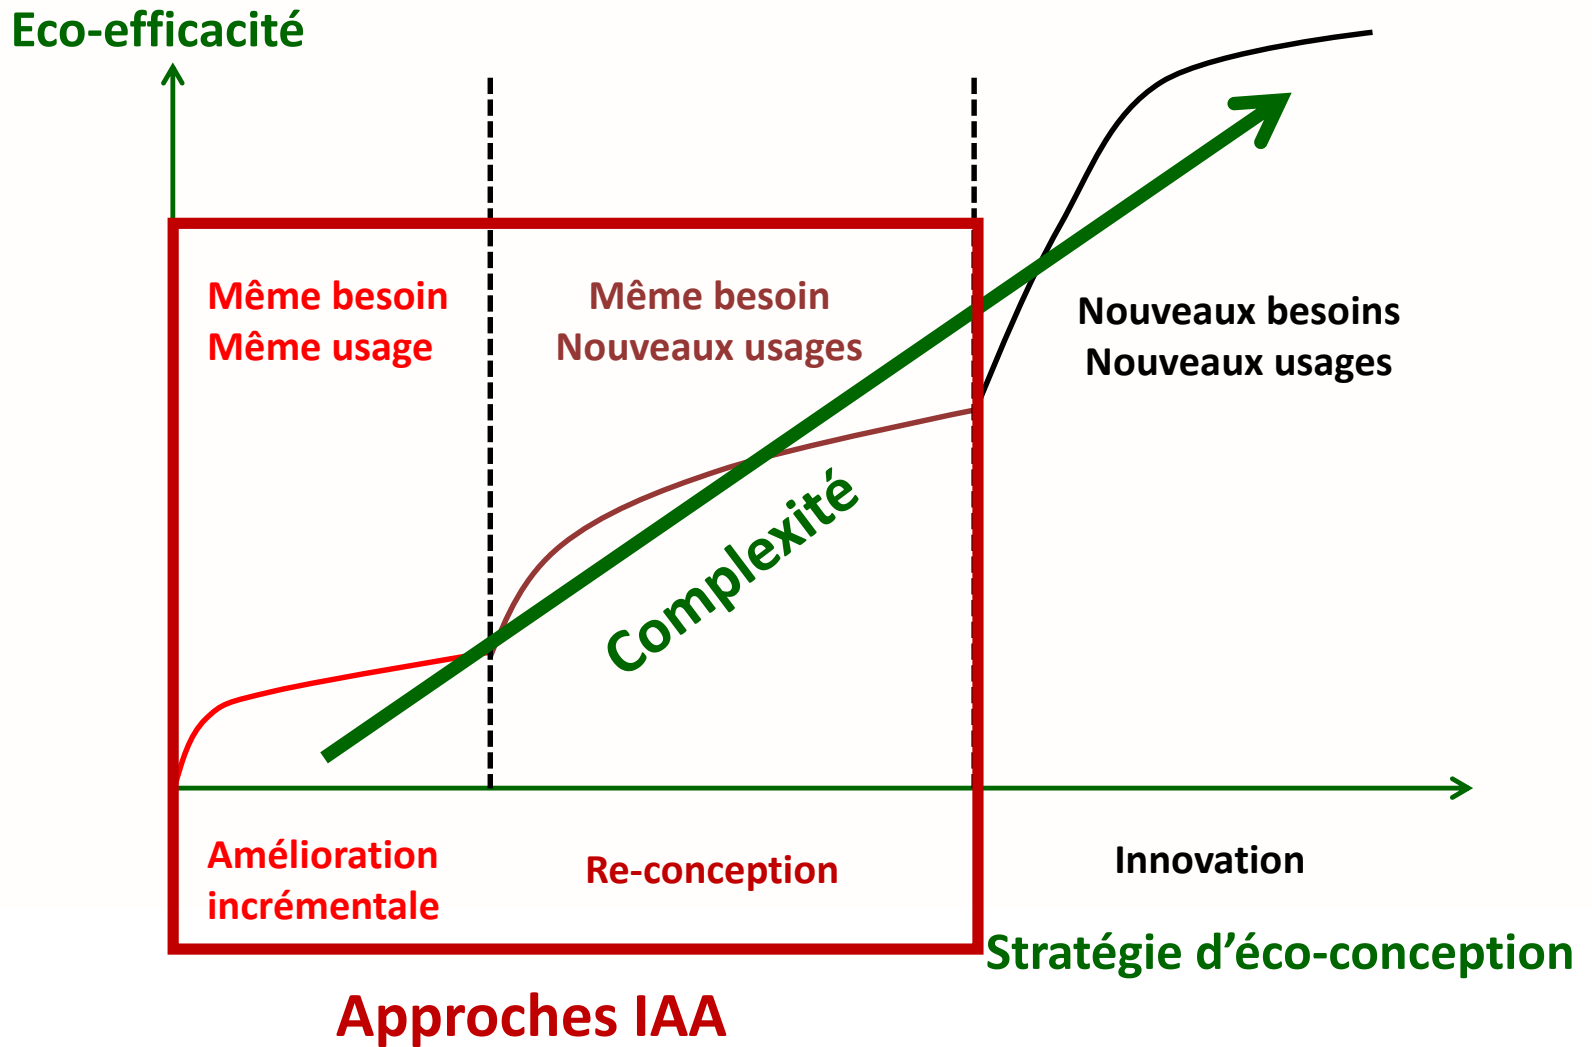 Eco-efficacité
Même besoin
Même usage
Même besoin
Nouveaux usages
Nouveaux besoins
Nouveaux usages
Complexité
Amélioration
incrémentale
Re-conception
Innovation
Stratégie d’éco-conception
Approches IAA